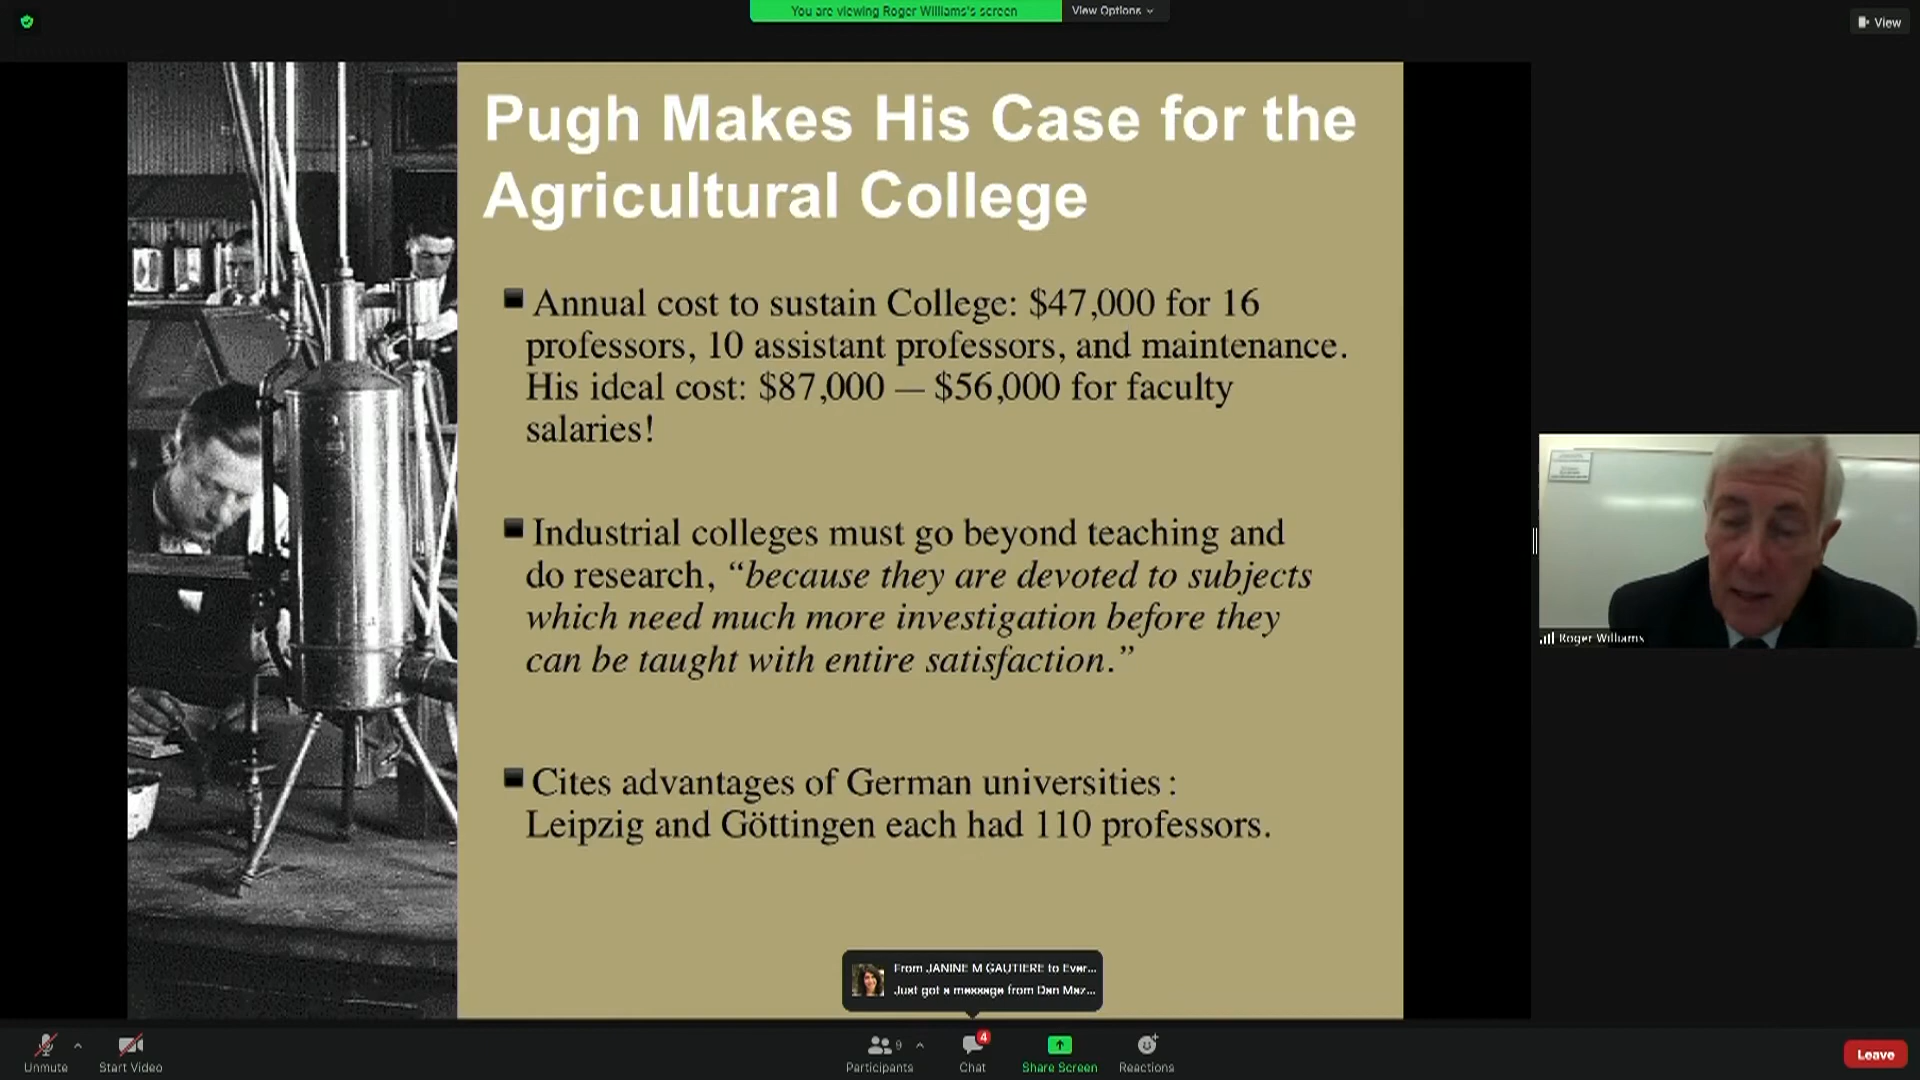 You are viewing Roger Williams's screen
View Options
View
Pugh Makes His Case for the
Agricultural College
Annual cost to sustain College: $47,000 for 16
professors, 10 assistant professors, and maintenance.
His ideal cost: $87,000 — $56,000 for faculty
salaries!
Industrial colleges must go beyond teaching and
do research, “because they are devoted to subjects
which need much more investigation before they
can be taught with entire satisfaction.”
Cites advantages of German universities:
Leipzig and Göttingen each had 110 professors.
Roger Williams
From JANINE M GAUTIERE to Ever...
Just got a message from Dan Maz...
Unmute
Start Video
9
Participants
4
Chat
Share Screen
Reactions
Leave